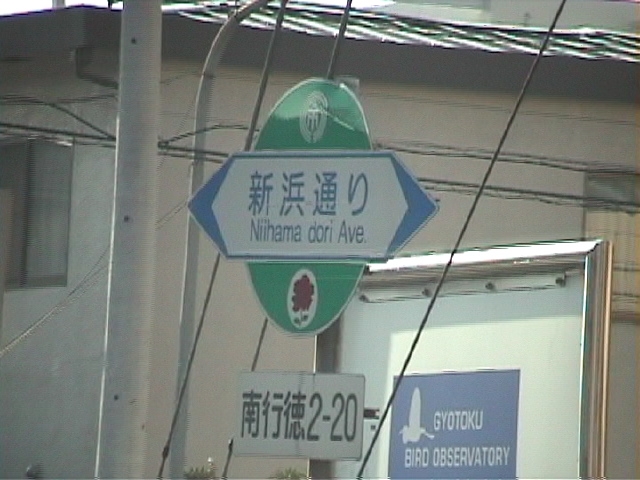 新浜通り
Niihama dori Ave.
南行徳2-20
GYOTOKU
BIRD OBSERVATORY